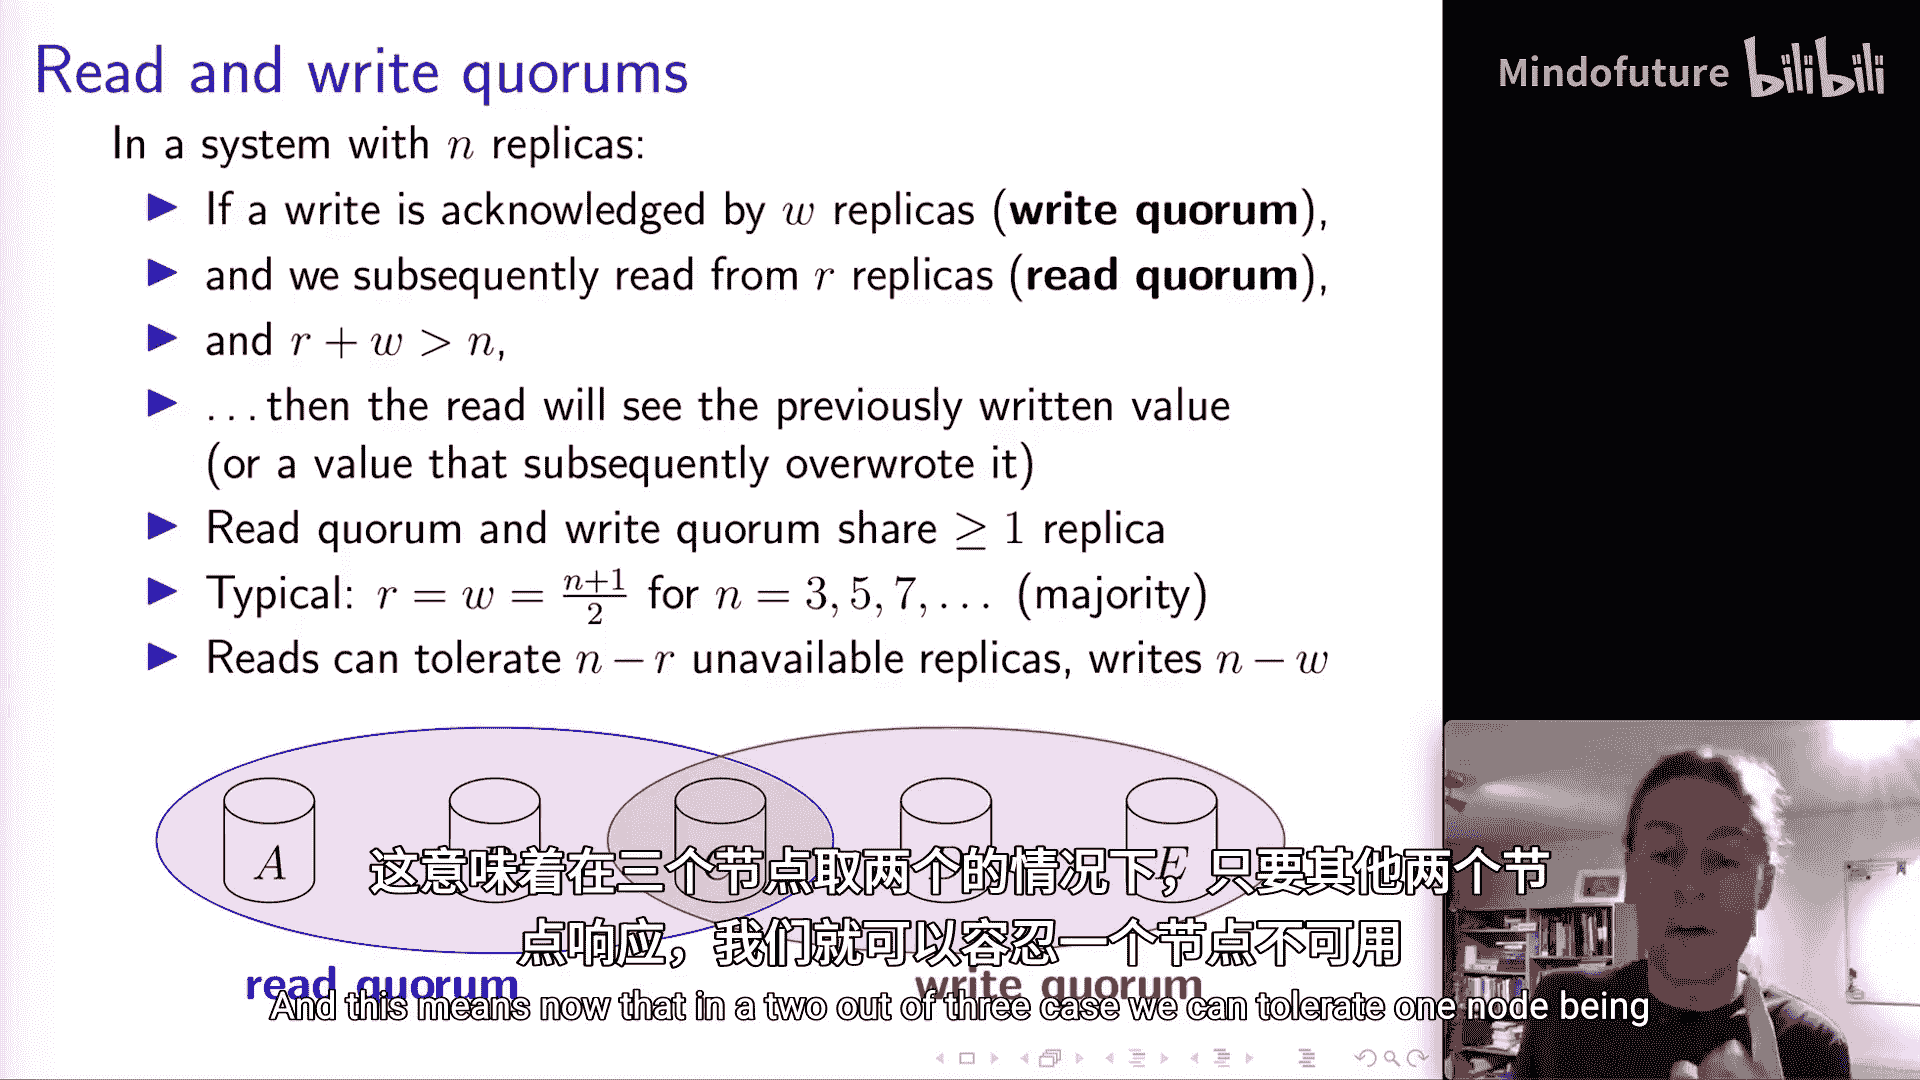 Read and write quorums
Mindofuture bilibili
In a system with n replicas:
If a write is acknowledged by w replicas (write quorum),
and we subsequently read from r replicas (read quorum),
and r + w > n,
...then the read will see the previously written value
(or a value that subsequently overwrote it)
Read quorum and write quorum share ≥ 1 replica
Typical: r = w = (n+1)/2 for n = 3, 5, 7, ... (majority)
Reads can tolerate n − r unavailable replicas, writes n − w
A
E
这意味着在三个节点取两个的情况下，只要其他两个节
点响应，我们就可以容忍一个节点不可用
read quorum
write quorum
And this means now that in a two out of three case we can tolerate one node being